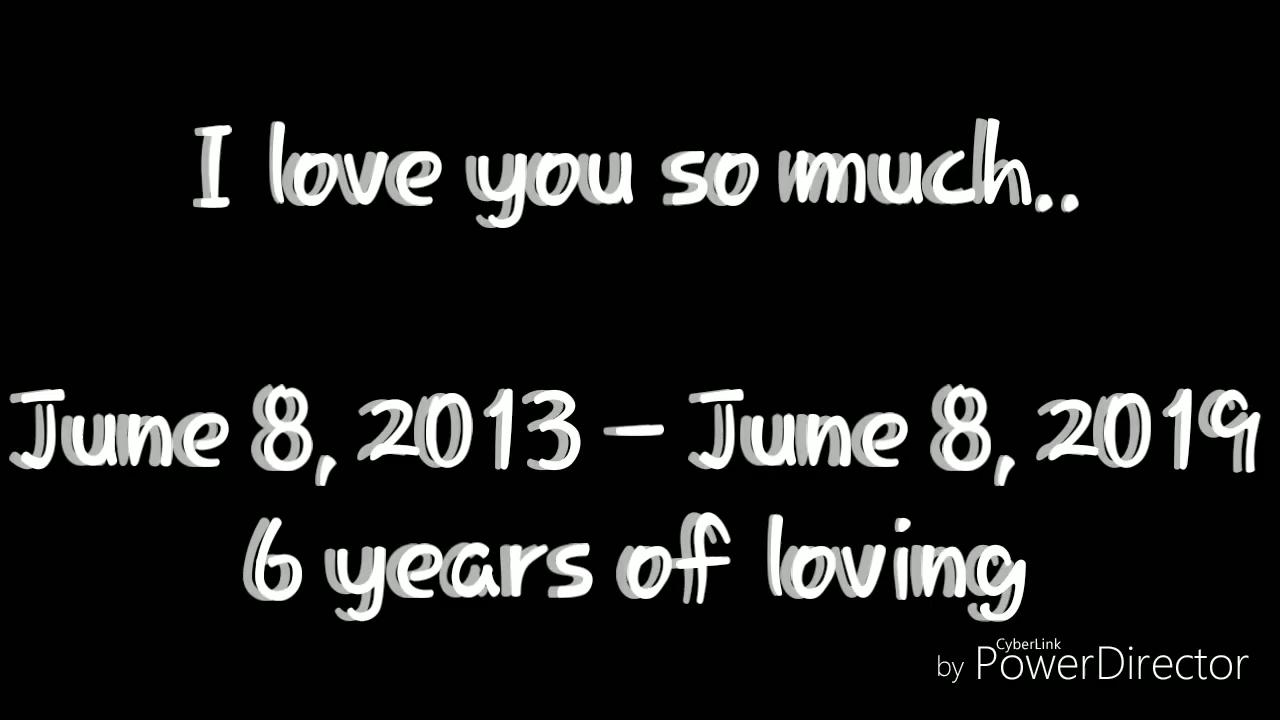 I love you so much..
June 8, 2013 - June 8, 2019
6 years of loving
CyberLink
by PowerDirector